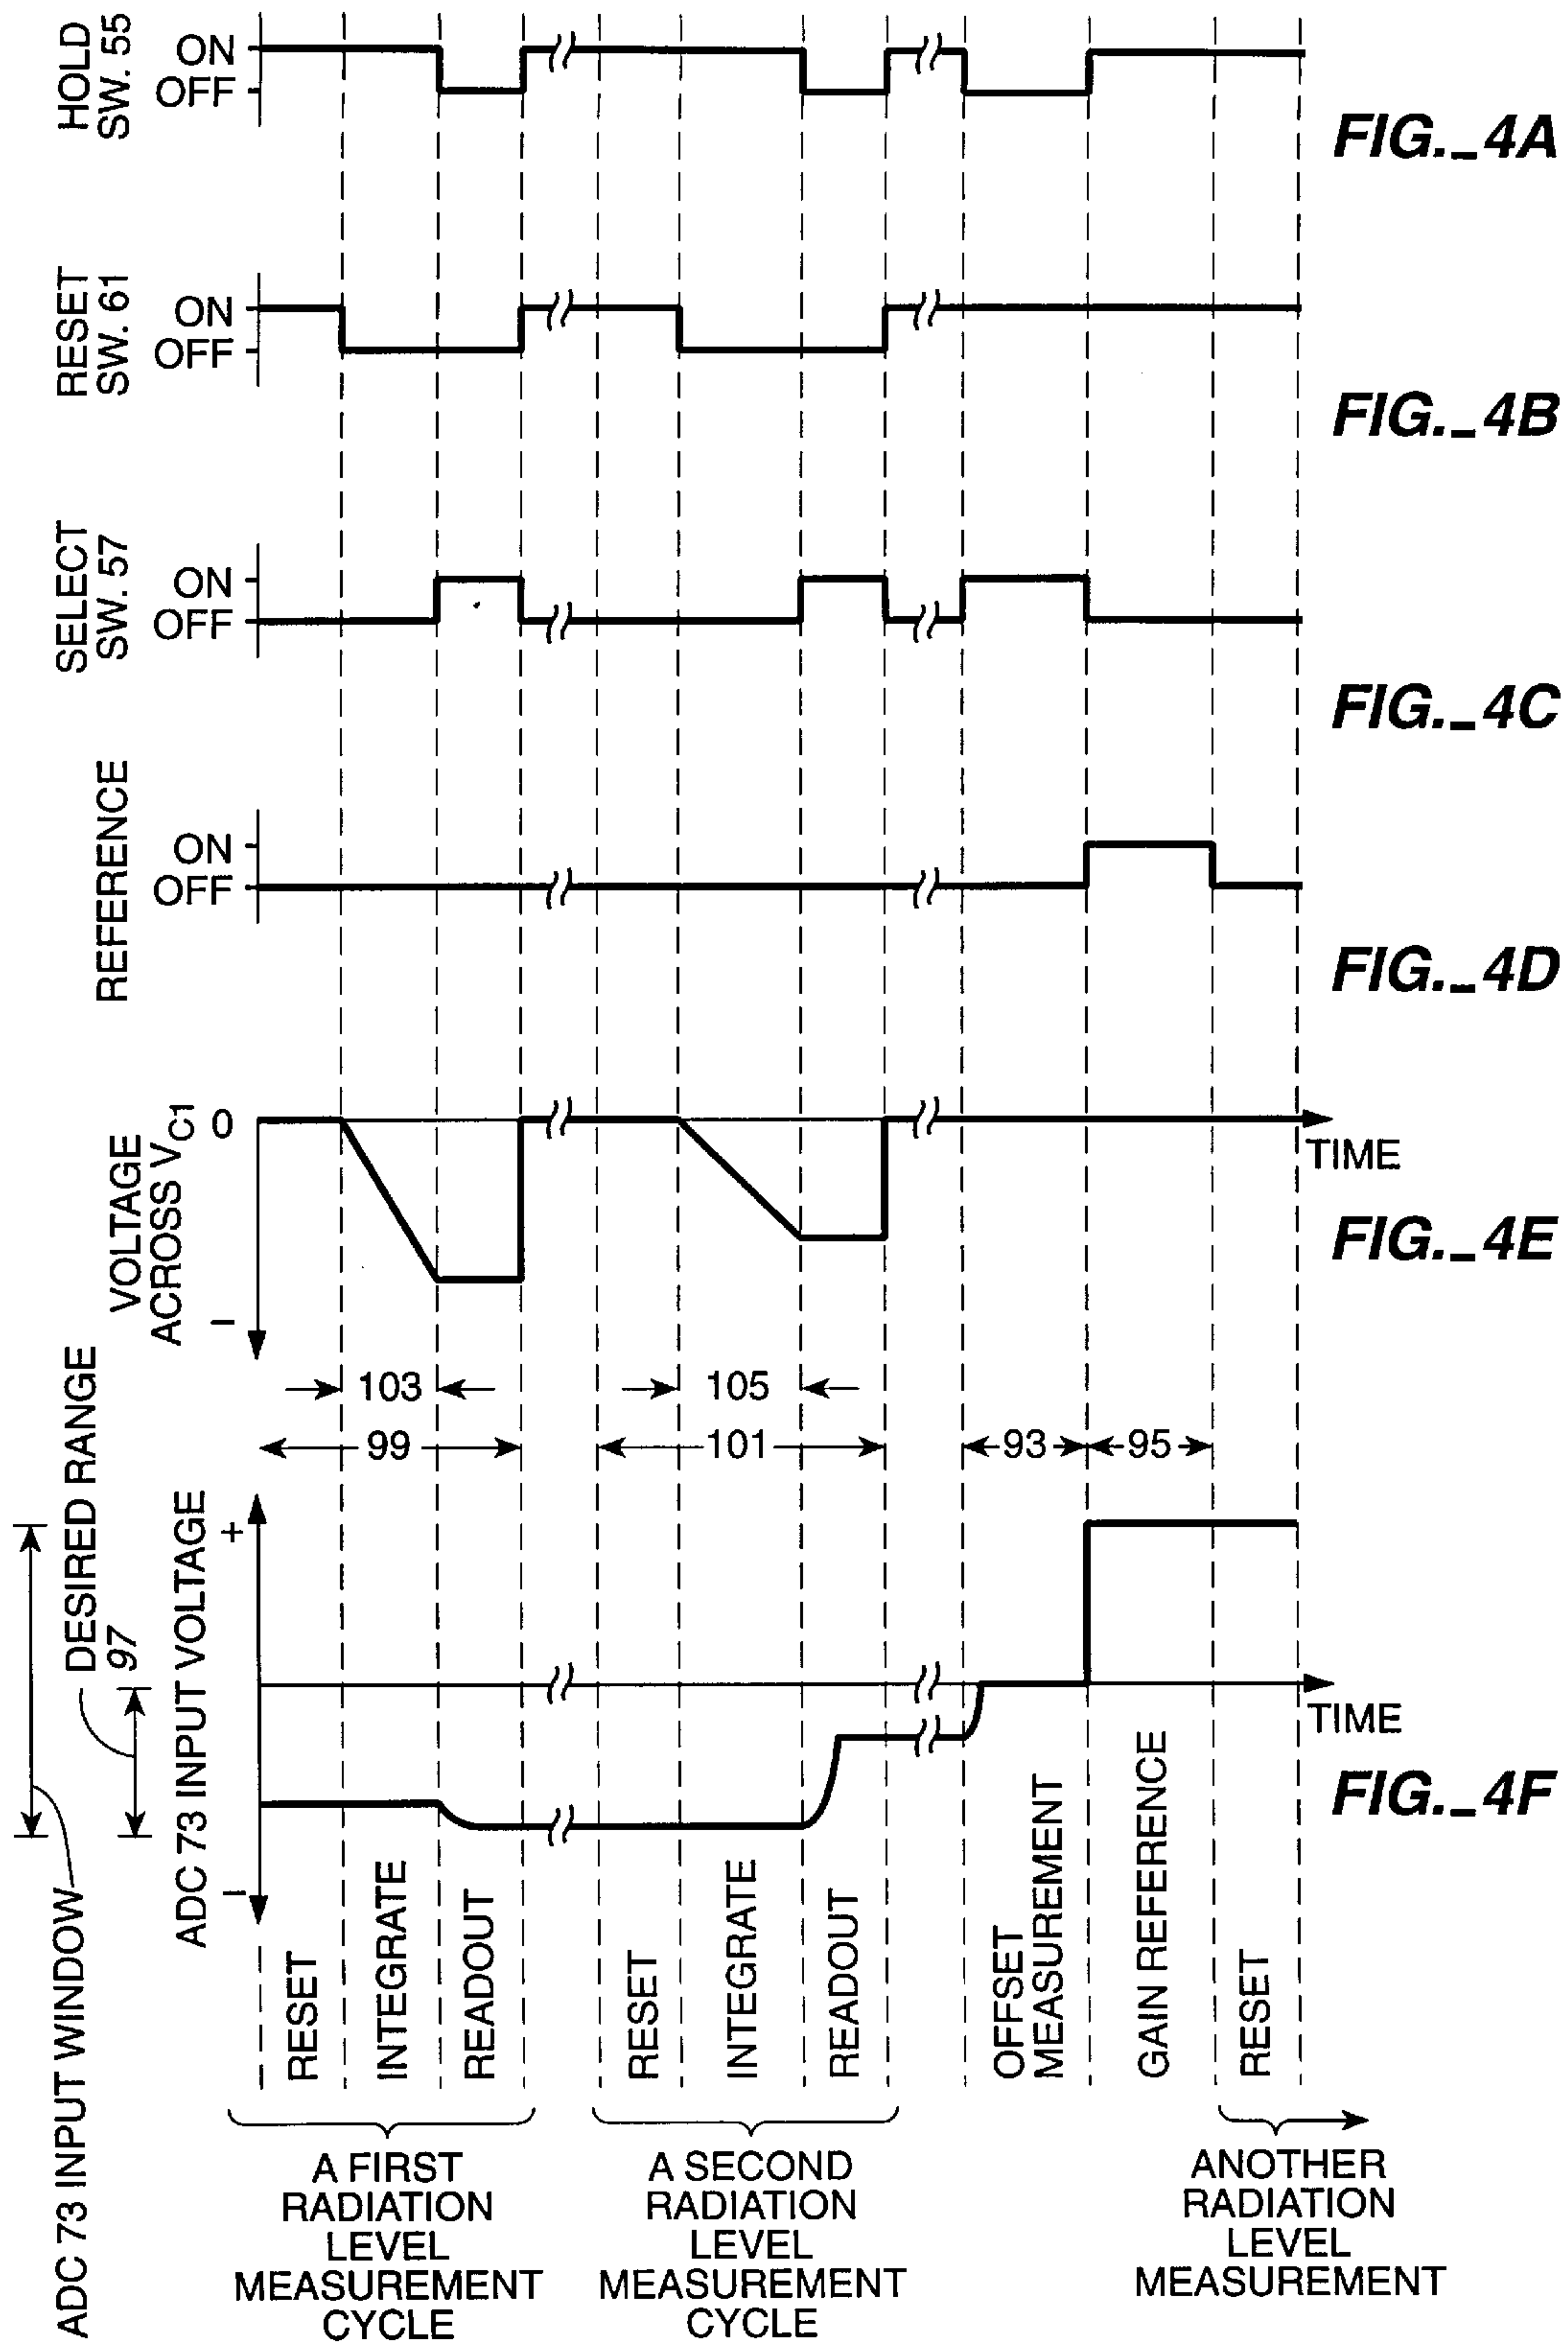 HOLD
SW. 55
ON
OFF
FIG._4A
RESET
SW. 61
ON
OFF
FIG._4B
SELECT
SW. 57
ON
OFF
FIG._4C
REFERENCE
ON
OFF
FIG._4D
VOLTAGE
ACROSS VC1
0
–
TIME
FIG._4E
103
105
99
101
93
95
ADC 73 INPUT WINDOW
DESIRED RANGE
97
ADC 73 INPUT VOLTAGE
+
–
TIME
FIG._4F
RESET
INTEGRATE
READOUT
RESET
INTEGRATE
READOUT
OFFSET
MEASUREMENT
GAIN REFERENCE
RESET
A FIRST
RADIATION
LEVEL
MEASUREMENT
CYCLE
A SECOND
RADIATION
LEVEL
MEASUREMENT
CYCLE
ANOTHER
RADIATION
LEVEL
MEASUREMENT